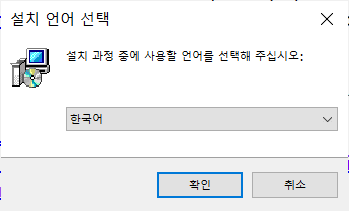 설치 언어 선택
설치 과정 중에 사용할 언어를 선택해 주십시오:
한국어
확인
취소